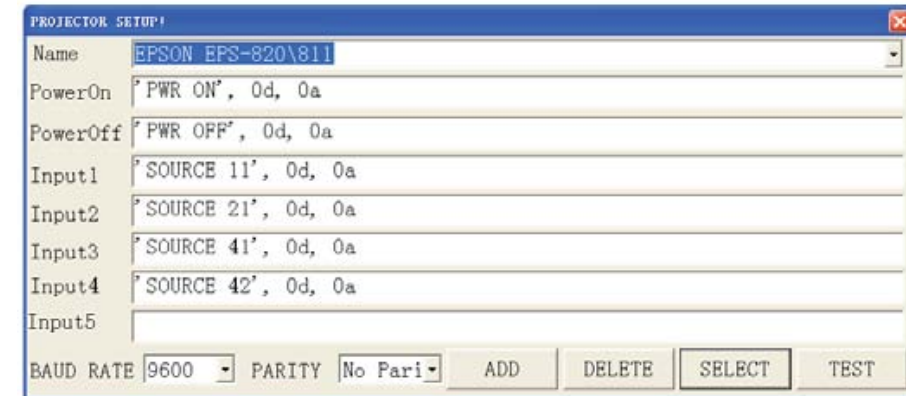 PROJECTOR SETUP!
Name EPSON EPS-820\811
PowerOn 'PWR ON', 0d, 0a
PowerOff 'PWR OFF', 0d, 0a
Input1 'SOURCE 11', 0d, 0a
Input2 'SOURCE 21', 0d, 0a
Input3 'SOURCE 41', 0d, 0a
Input4 'SOURCE 42', 0d, 0a
Input5
BAUD RATE 9600 PARITY No Pari ADD DELETE SELECT TEST